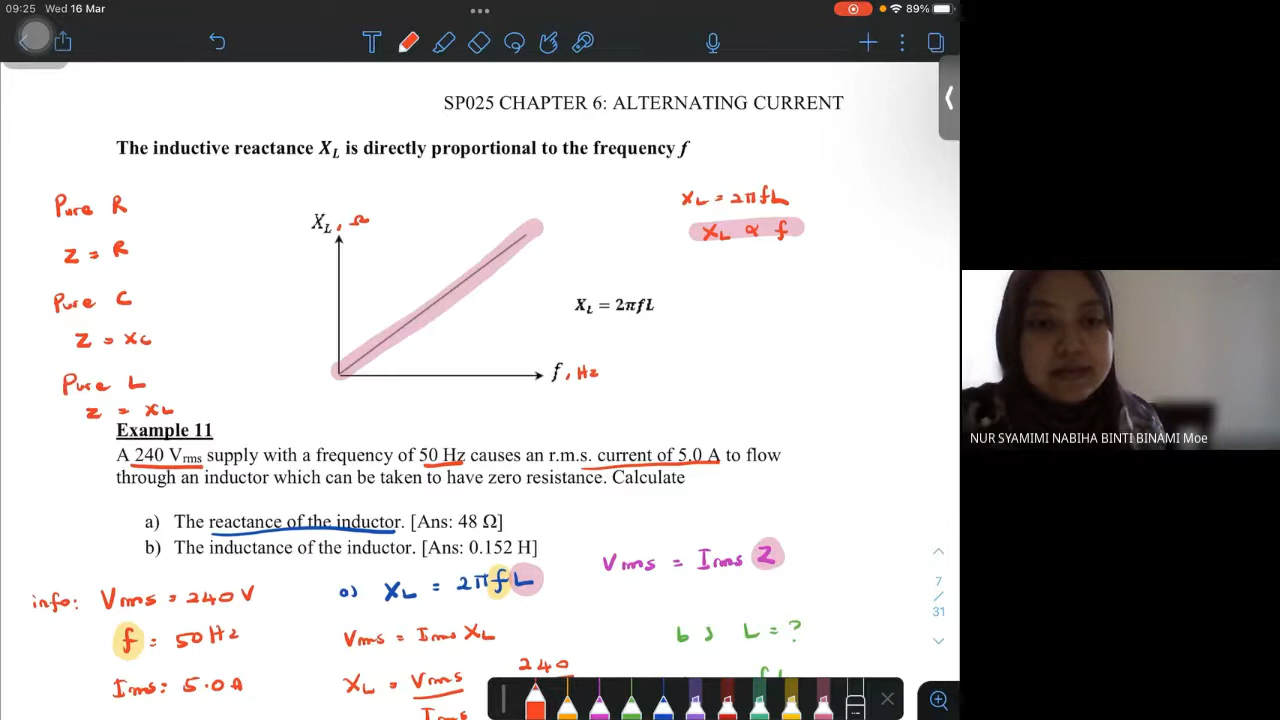 09:25 Wed 16 Mar
89%
SP025 CHAPTER 6: ALTERNATING CURRENT
The inductive reactance X_L is directly proportional to the frequency f
Pure R
Z = R
Pure C
Z = Xc
Pure L
Z = XL
X_L, Ω
f, Hz
XL = 2πfL
XL ∝ f
X_L = 2πfL
Example 11
A 240 Vrms supply with a frequency of 50 Hz causes an r.m.s. current of 5.0 A to flow
through an inductor which can be taken to have zero resistance. Calculate
a) The reactance of the inductor. [Ans: 48 Ω]
b) The inductance of the inductor. [Ans: 0.152 H]
Vrms = Irms Z
info: Vrms = 240 V
f = 50 Hz
Irms: 5.0 A
a) XL = 2πfL
Vrms = Irms XL
XL = Vrms
Irms
240
b) L = ?
fL
7
/
31
NUR SYAMIMI NABIHA BINTI BINAMI Moe